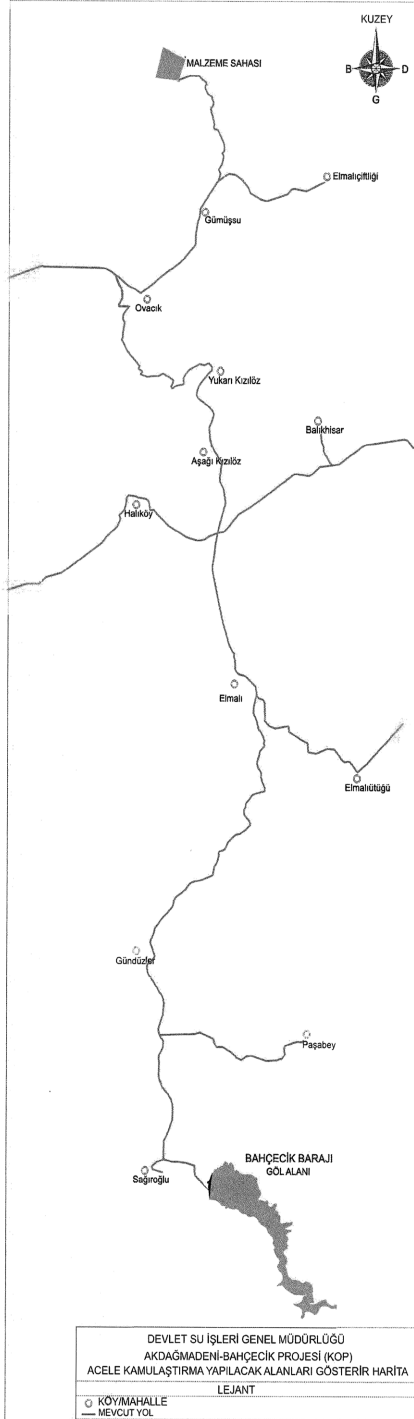 KUZEY
MALZEME SAHASI
B
D
G
Elmalıçiftliği
Gümüşsu
Ovacık
Yukarı Kızılöz
Balıkhisar
Aşağı Kızılöz
Halıköy
Elmalı
Elmalıütüğü
Gündüzler
Paşabey
BAHÇECİK BARAJI
GÖL ALANI
Sağıroğlu
DEVLET SU İŞLERİ GENEL MÜDÜRLÜĞÜ
AKDAĞMADENİ-BAHÇECİK PROJESİ (KOP)
ACELE KAMULAŞTIRMA YAPILACAK ALANLARI GÖSTERİR HARİTA
LEJANT
KÖY/MAHALLE
MEVCUT YOL